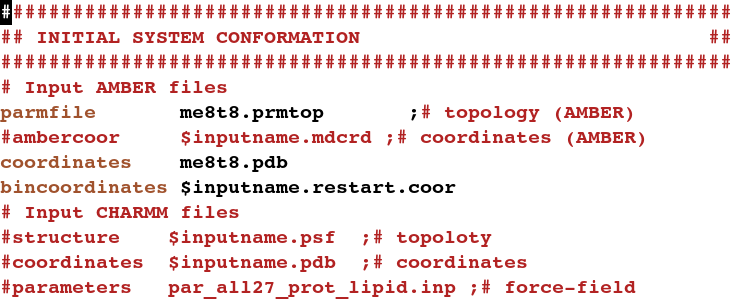 #############################################################
## INITIAL SYSTEM CONFORMATION                             ##
#############################################################
# Input AMBER files
parmfile       me8t8.prmtop       ;# topology (AMBER)
#ambercoor     $inputname.mdcrd ;# coordinates (AMBER)
coordinates    me8t8.pdb
bincoordinates $inputname.restart.coor
# Input CHARMM files
#structure    $inputname.psf  ;# topoloty
#coordinates  $inputname.pdb  ;# coordinates
#parameters   par_all27_prot_lipid.inp ;# force-field